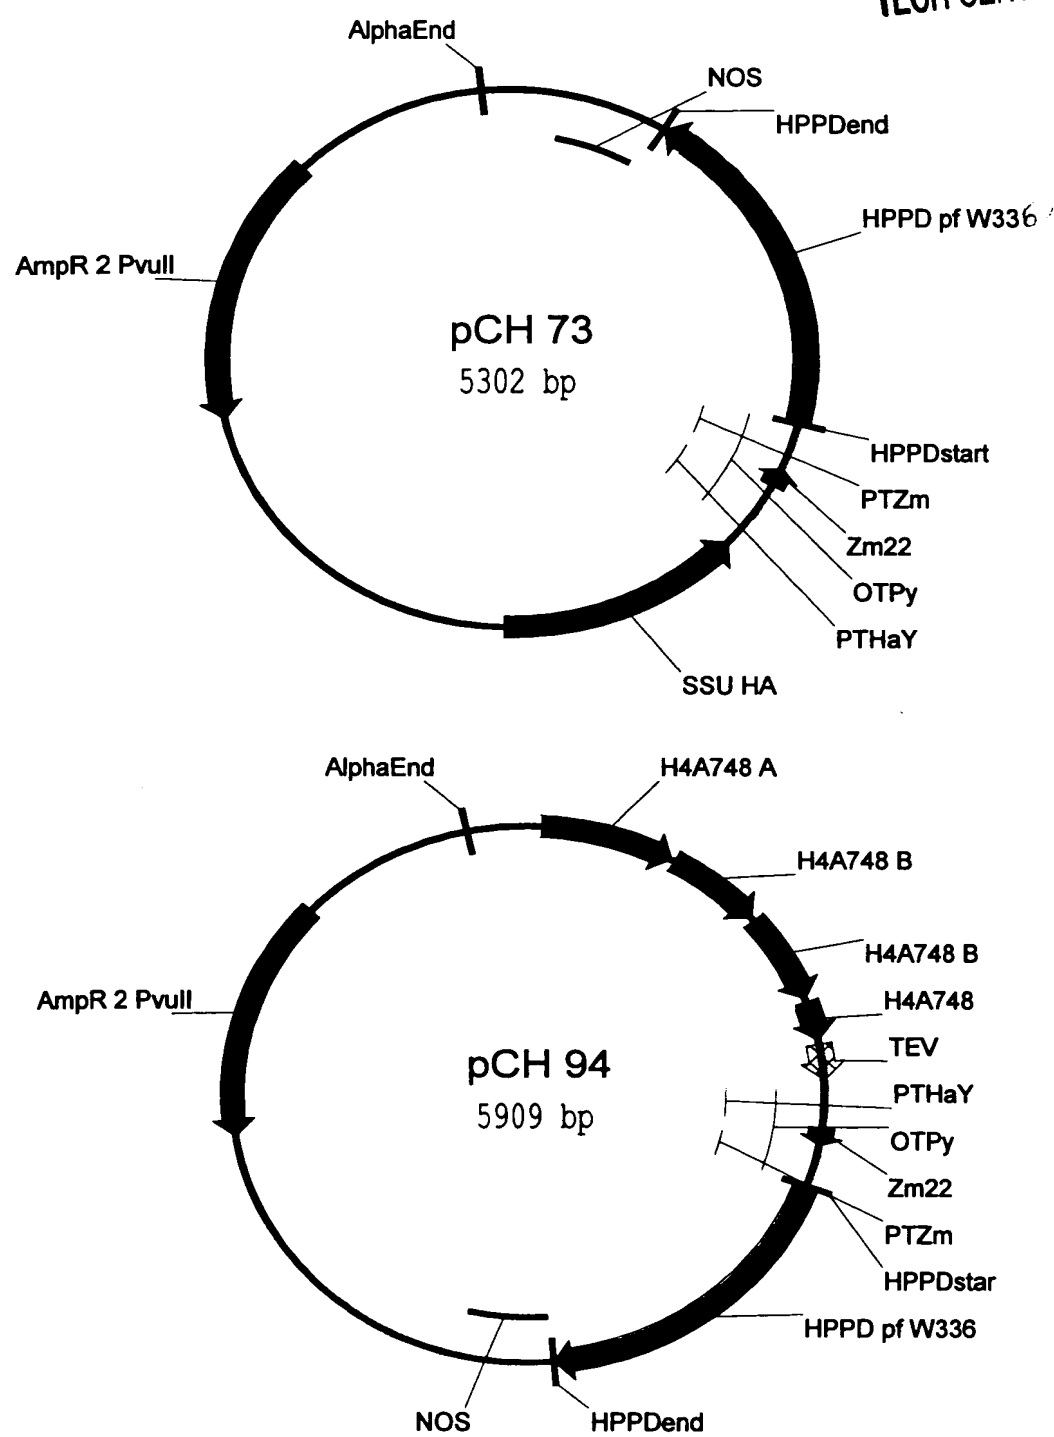 AlphaEnd
NOS
HPPDend
HPPD pf W336
AmpR 2 PvuII
pCH 73
5302 bp
HPPDstart
PTZm
Zm22
OTPy
PTHaY
SSU HA
AlphaEnd
H4A748 A
H4A748 B
H4A748 B
AmpR 2 PvuII
H4A748
TEV
pCH 94
5909 bp
PTHaY
OTPy
Zm22
PTZm
HPPDstar
HPPD pf W336
NOS
HPPDend